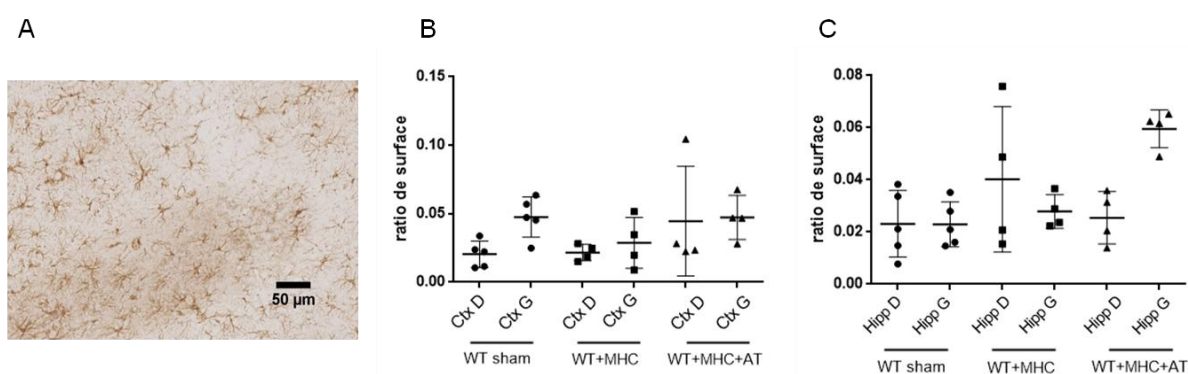 A
B
C
50 µm
ratio de surface
0.15
0.10
0.05
0.00
Ctx D
Ctx G
Ctx D
Ctx G
Ctx D
Ctx G
WT sham
WT+MHC
WT+MHC+AT
ratio de surface
0.08
0.06
0.04
0.02
0.00
Hipp D
Hipp G
Hipp D
Hipp G
Hipp D
Hipp G
WT sham
WT+MHC
WT+MHC+AT